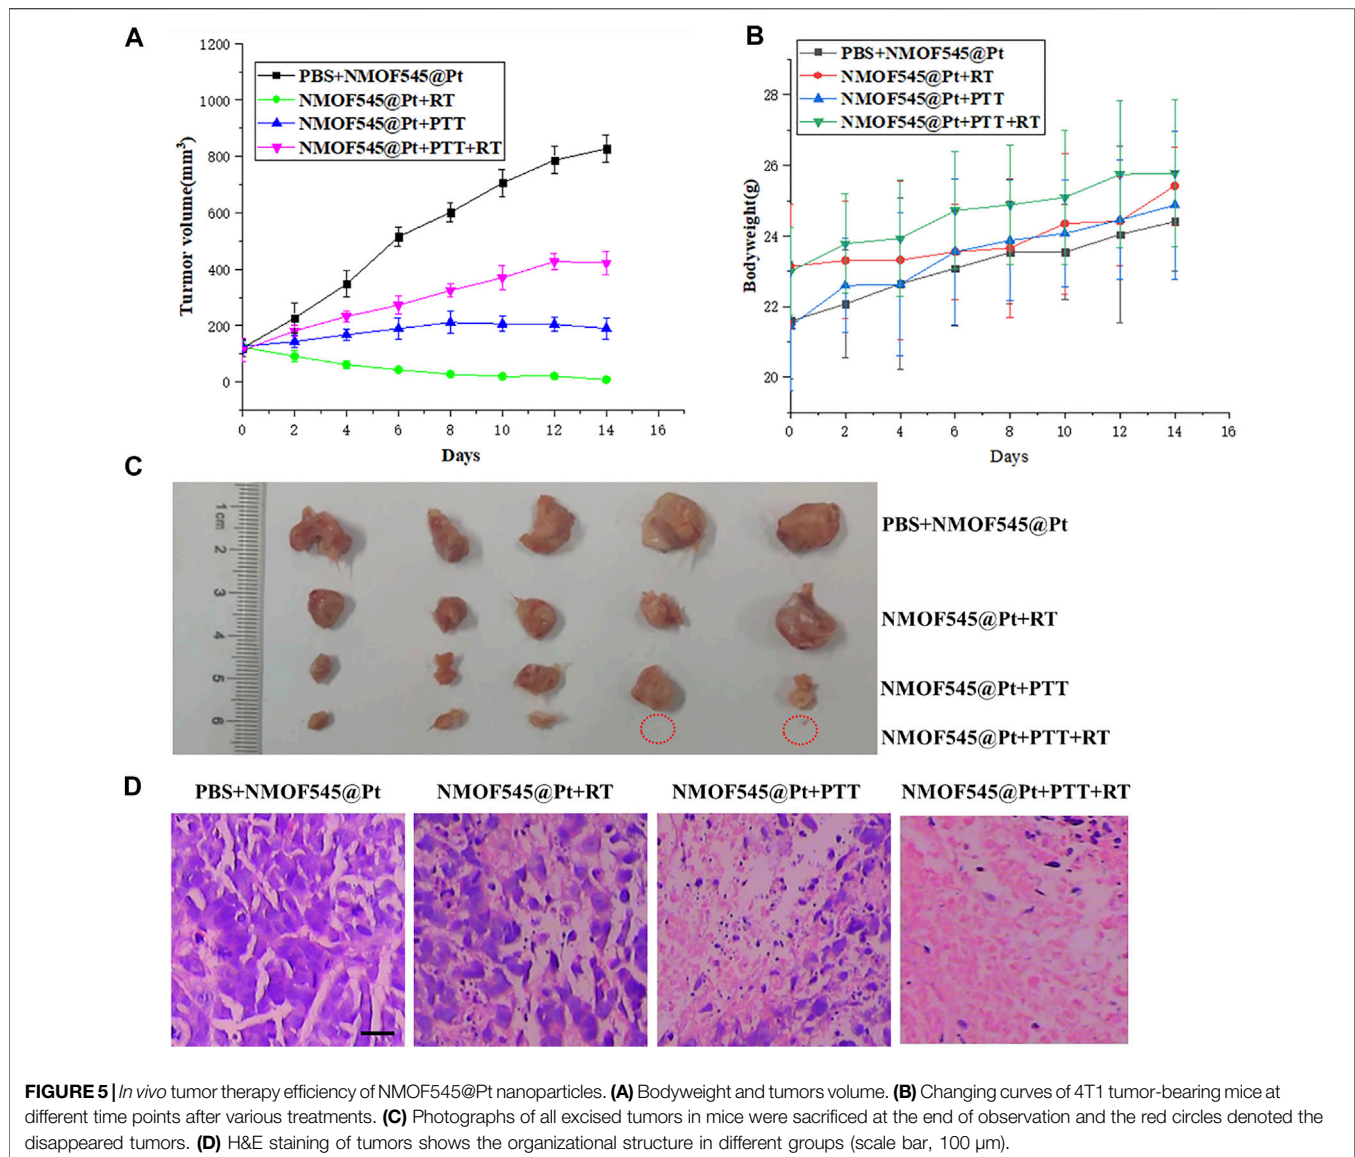 A
1200
1000
800
600
400
200
0
Turmor volume(mm³)
PBS+NMOF545@Pt
NMOF545@Pt+RT
NMOF545@Pt+PTT
NMOF545@Pt+PTT+RT
0 2 4 6 8 10 12 14 16
Days
B
28
26
24
22
20
Bodyweight(g)
PBS+NMOF545@Pt
NMOF545@Pt+RT
NMOF545@Pt+PTT
NMOF545@Pt+PTT+RT
0 2 4 6 8 10 12 14 16
Days
C
1cm
2
3
4
5
6
PBS+NMOF545@Pt
NMOF545@Pt+RT
NMOF545@Pt+PTT
NMOF545@Pt+PTT+RT
D
PBS+NMOF545@Pt NMOF545@Pt+RT NMOF545@Pt+PTT NMOF545@Pt+PTT+RT
FIGURE 5 | In vivo tumor therapy efficiency of NMOF545@Pt nanoparticles. (A) Bodyweight and tumors volume. (B) Changing curves of 4T1 tumor-bearing mice at
different time points after various treatments. (C) Photographs of all excised tumors in mice were sacrificed at the end of observation and the red circles denoted the
disappeared tumors. (D) H&E staining of tumors shows the organizational structure in different groups (scale bar, 100 μm).